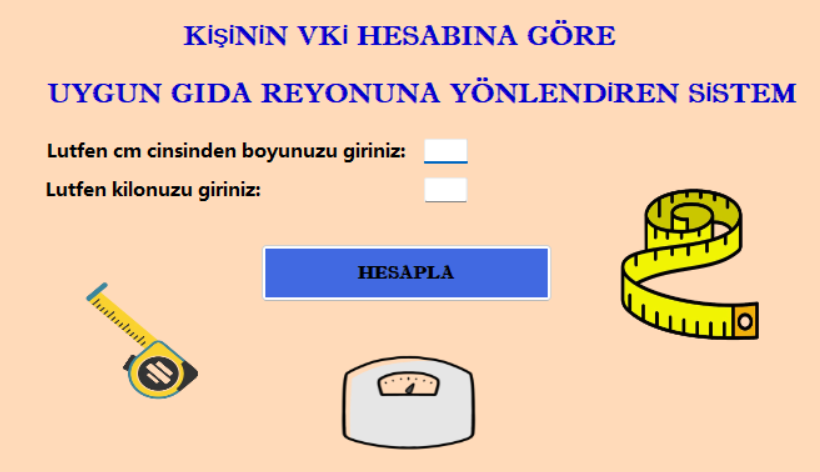 KİŞİNİN VKİ HESABINA GÖRE
UYGUN GIDA REYONUNA YÖNLENDİREN SİSTEM
Lutfen cm cinsinden boyunuzu giriniz:
Lutfen kilonuzu giriniz:
HESAPLA